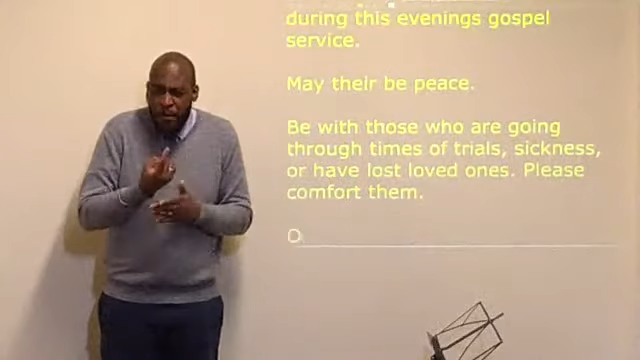 during this evenings gospel
service.
May their be peace.
Be with those who are going
through times of trials, sickness,
or have lost loved ones. Please
comfort them.
O